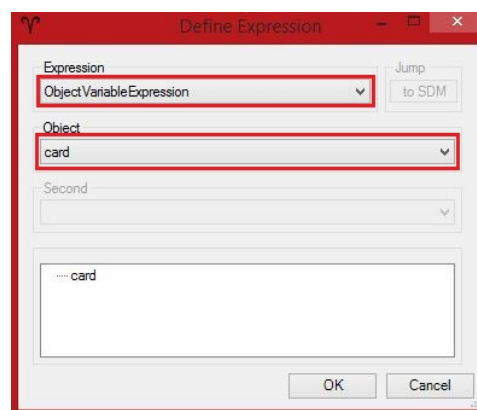 Define Expression
Expression
Jump
ObjectVariableExpression
to SDM
Object
card
Second
card
OK
Cancel